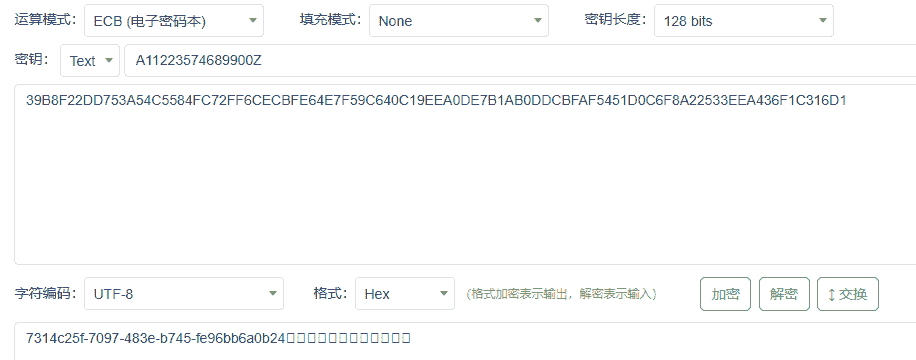 运算模式： ECB (电子密码本) 填充模式： None 密钥长度： 128 bits
密钥： Text A11223574689900Z
39B8F22DD753A54C5584FC72FF6CECBFE64E7F59C640C19EEA0DE7B1AB0DDCBFAF5451D0C6F8A22533EEA436F1C316D1
字符编码： UTF-8 格式： Hex （格式加密表示输出，解密表示输入） 加密 解密 ↕ 交换
7314c25f-7097-483e-b745-fe96bb6a0b24